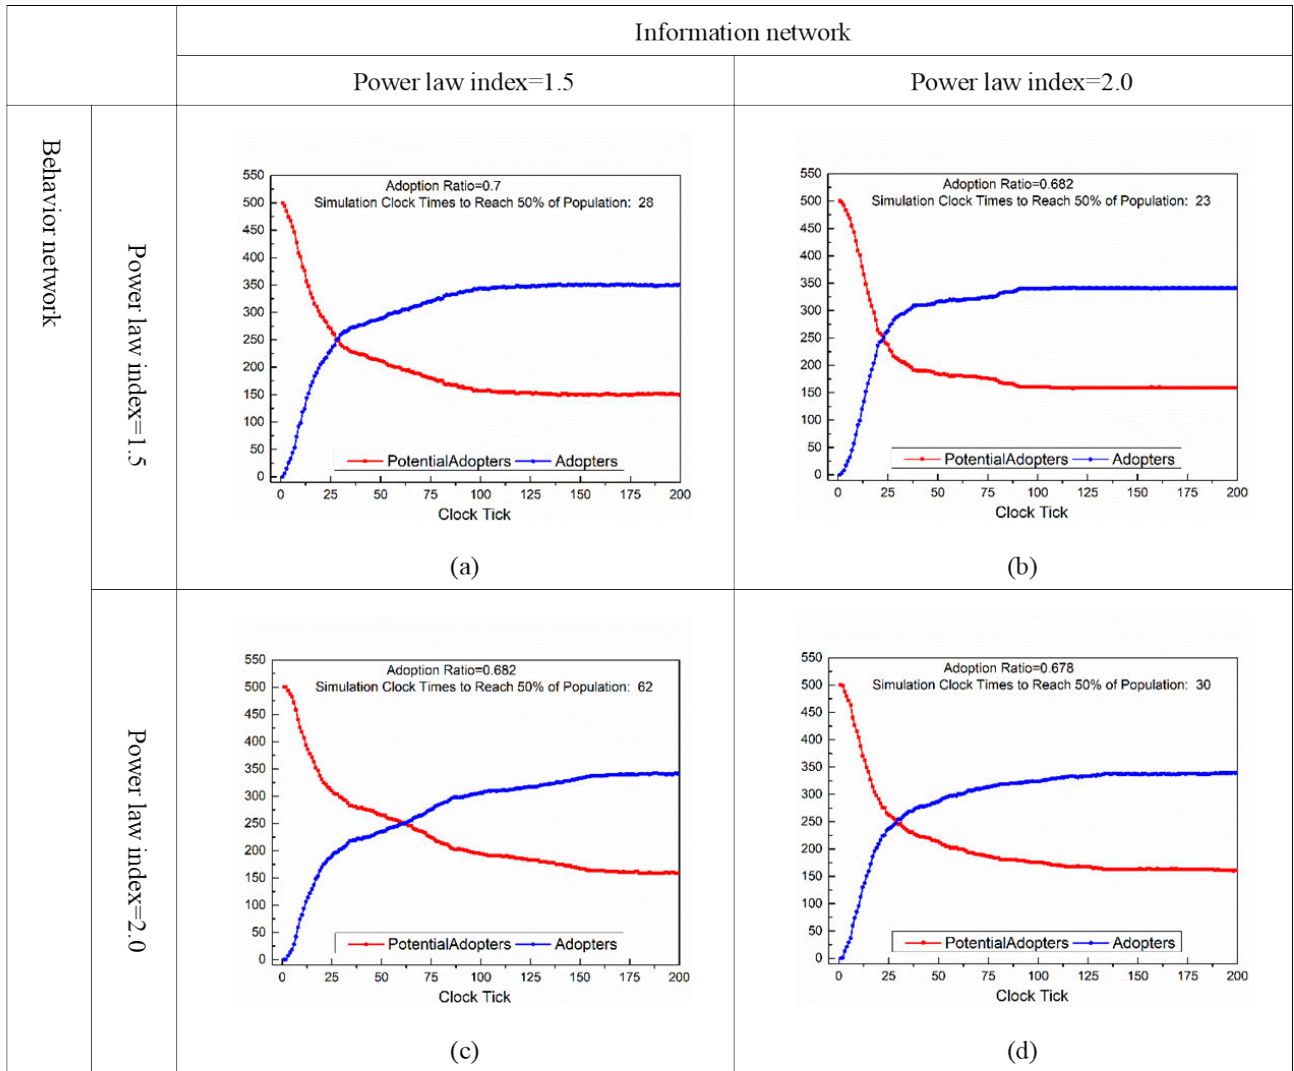 Information network
Power law index=1.5
Power law index=2.0
Behavior network
Power law index=1.5
Adoption Ratio=0.7
Simulation Clock Times to Reach 50% of Population: 28
550
500
450
400
350
300
250
200
150
100
50
0
PotentialAdopters
Adopters
0 25 50 75 100 125 150 175 200
Clock Tick
(a)
Adoption Ratio=0.682
Simulation Clock Times to Reach 50% of Population: 23
550
500
450
400
350
300
250
200
150
100
50
0
PotentialAdopters
Adopters
0 25 50 75 100 125 150 175 200
Clock Tick
(b)
Power law index=2.0
Adoption Ratio=0.682
Simulation Clock Times to Reach 50% of Population: 62
550
500
450
400
350
300
250
200
150
100
50
0
PotentialAdopters
Adopters
0 25 50 75 100 125 150 175 200
Clock Tick
(c)
Adoption Ratio=0.678
Simulation Clock Times to Reach 50% of Population: 30
550
500
450
400
350
300
250
200
150
100
50
0
PotentialAdopters
Adopters
0 25 50 75 100 125 150 175 200
Clock Tick
(d)